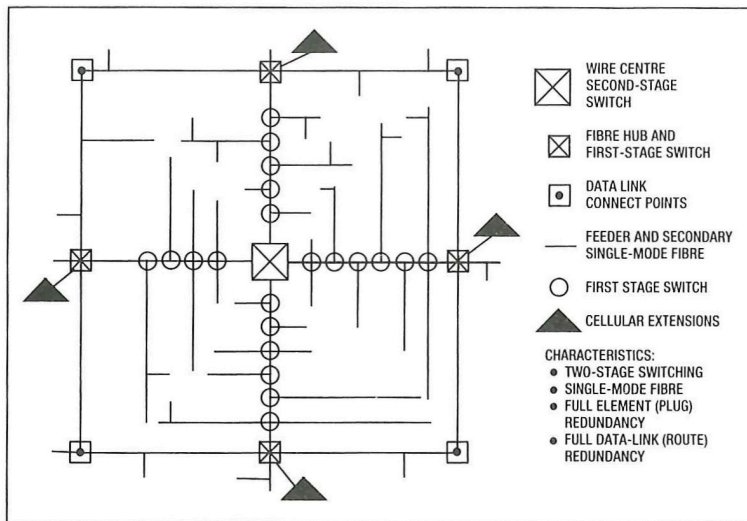 WIRE CENTRE
SECOND-STAGE
SWITCH
FIBRE HUB AND
FIRST-STAGE SWITCH
DATA LINK
CONNECT POINTS
FEEDER AND SECONDARY
SINGLE-MODE FIBRE
FIRST STAGE SWITCH
CELLULAR EXTENSIONS
CHARACTERISTICS:
● TWO-STAGE SWITCHING
● SINGLE-MODE FIBRE
● FULL ELEMENT (PLUG)
REDUNDANCY
● FULL DATA-LINK (ROUTE)
REDUNDANCY